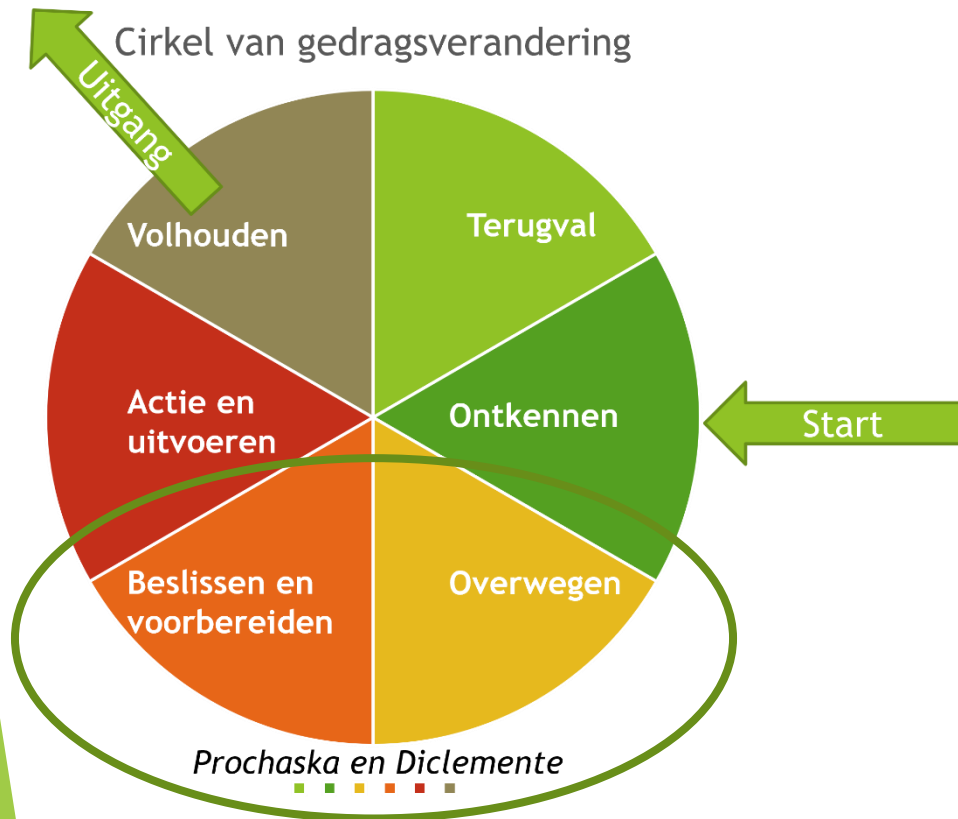 Cirkel van gedragsverandering
Uitgang
Volhouden
Terugval
Actie en
uitvoeren
Ontkennen
Start
Beslissen en
voorbereiden
Overwegen
Prochaska en Diclemente